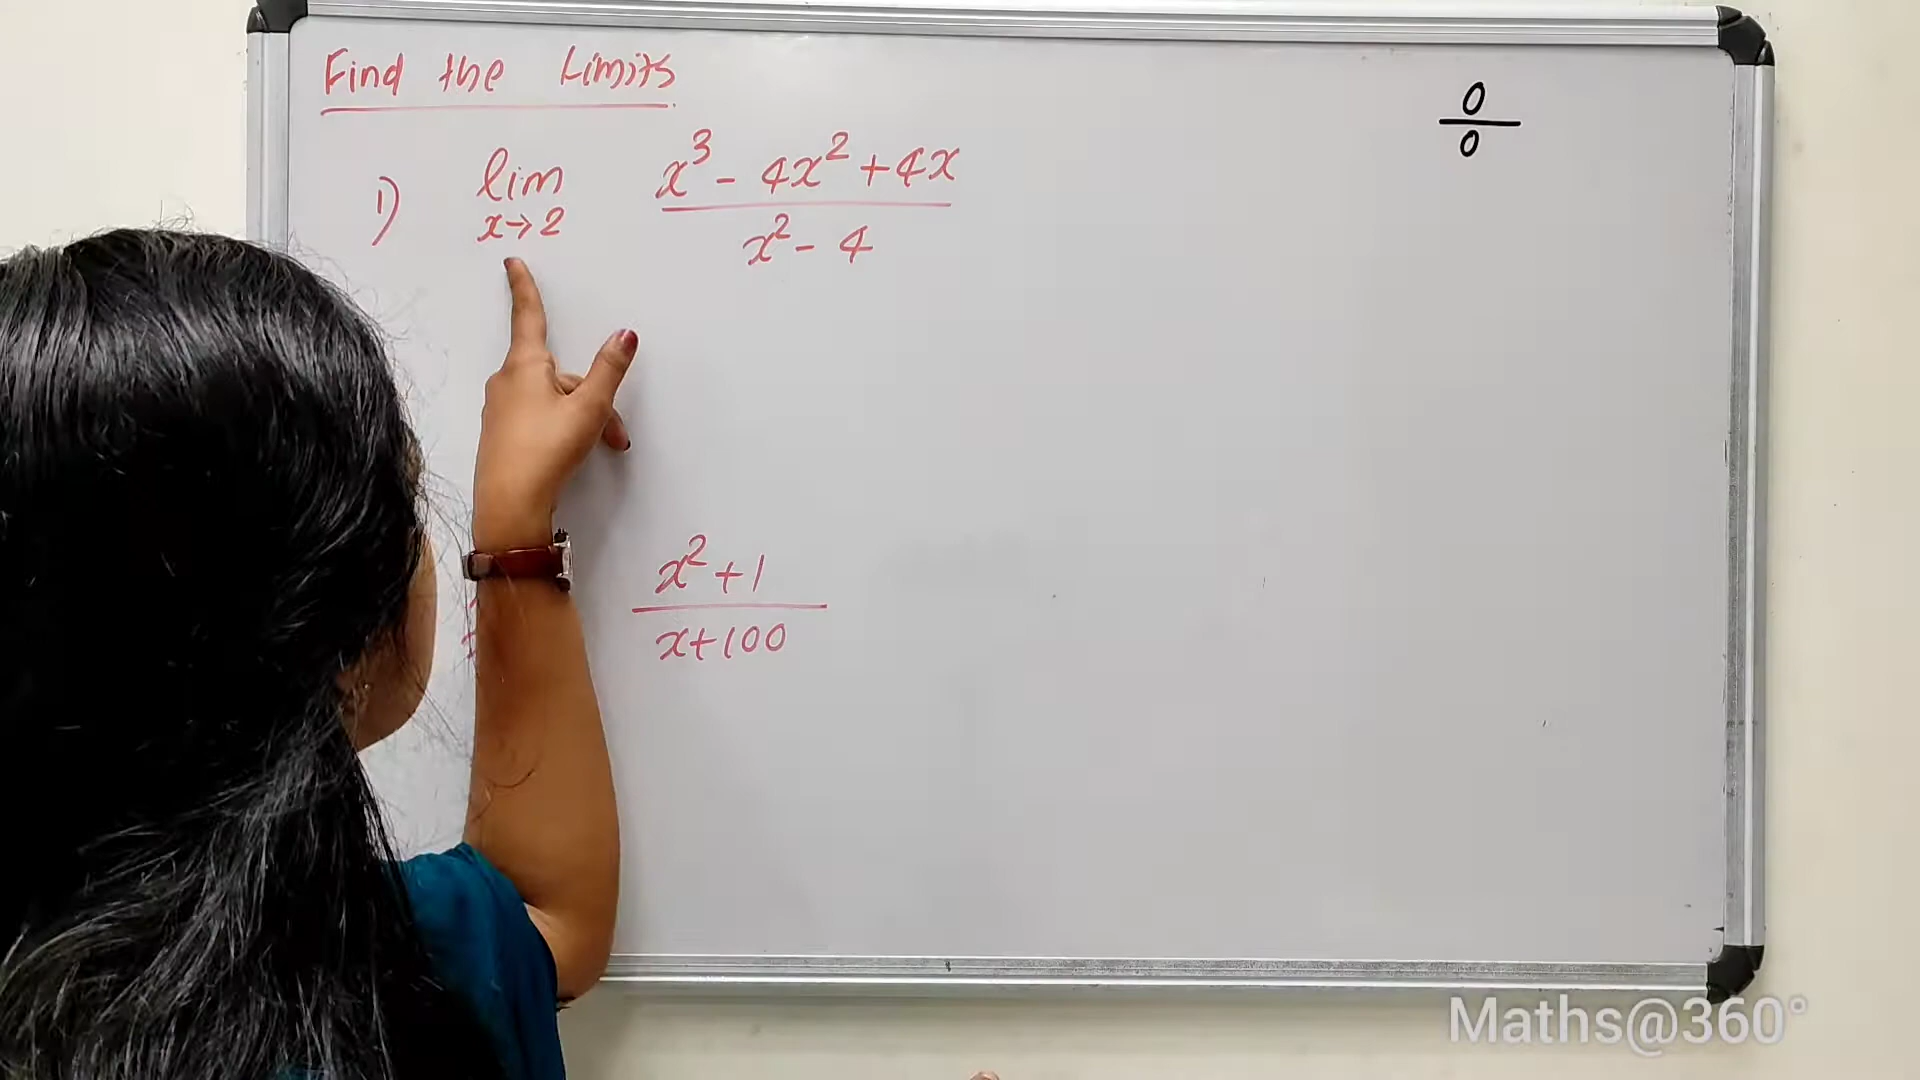 Find the Limits
0
0
1) lim x→2 x³ - 4x² + 4x
x² - 4
x² + 1
x + 100
Maths@360°